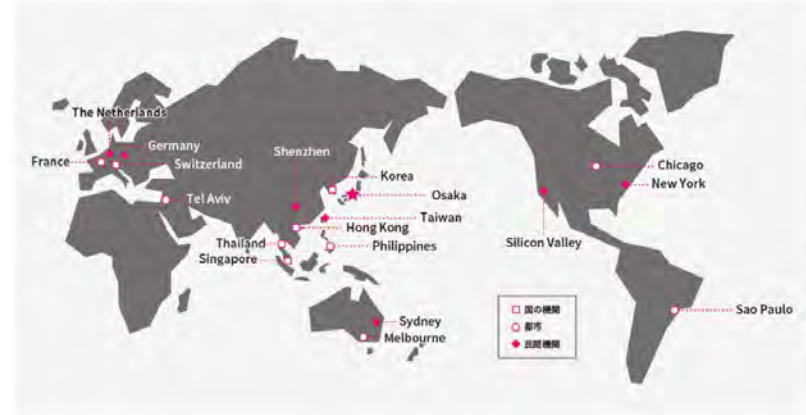 The Netherlands
Germany
France
Switzerland
Tel Aviv
Shenzhen
Korea
Osaka
Taiwan
Hong Kong
Thailand
Philippines
Singapore
Sydney
Melbourne
Chicago
New York
Silicon Valley
Sao Paulo
国の機関
都市
民間機関